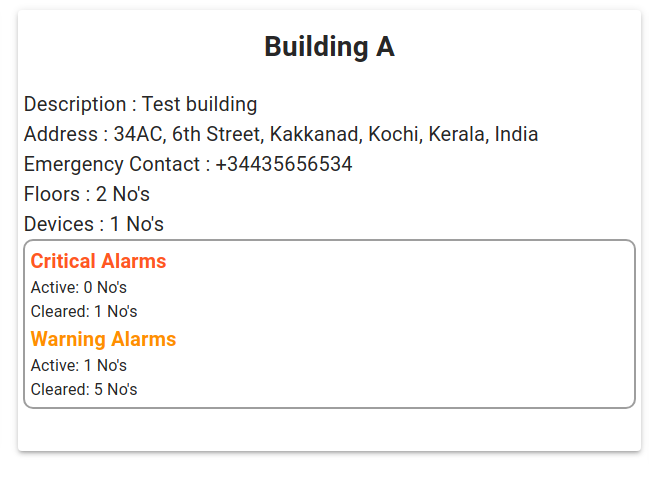 Building A
Description : Test building
Address : 34AC, 6th Street, Kakkanad, Kochi, Kerala, India
Emergency Contact : +34435656534
Floors : 2 No's
Devices : 1 No's
Critical Alarms
Active: 0 No's
Cleared: 1 No's
Warning Alarms
Active: 1 No's
Cleared: 5 No's